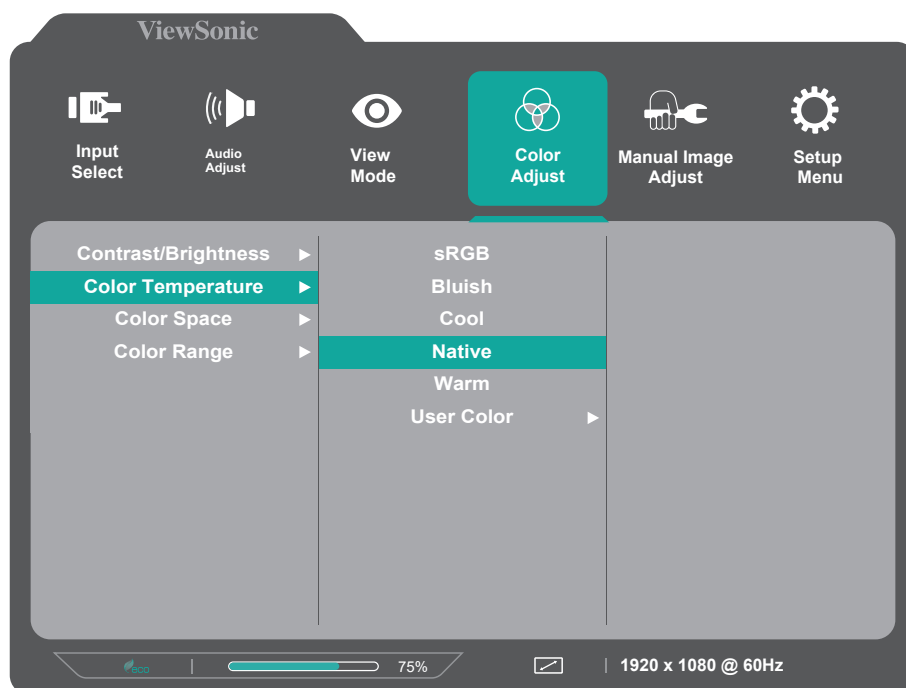 ViewSonic
Input
Select
Audio
Adjust
View
Mode
Color
Adjust
Manual Image
Adjust
Setup
Menu
Contrast/Brightness
Color Temperature
Color Space
Color Range
sRGB
Bluish
Cool
Native
Warm
User Color
eco
75%
1920 x 1080 @ 60Hz